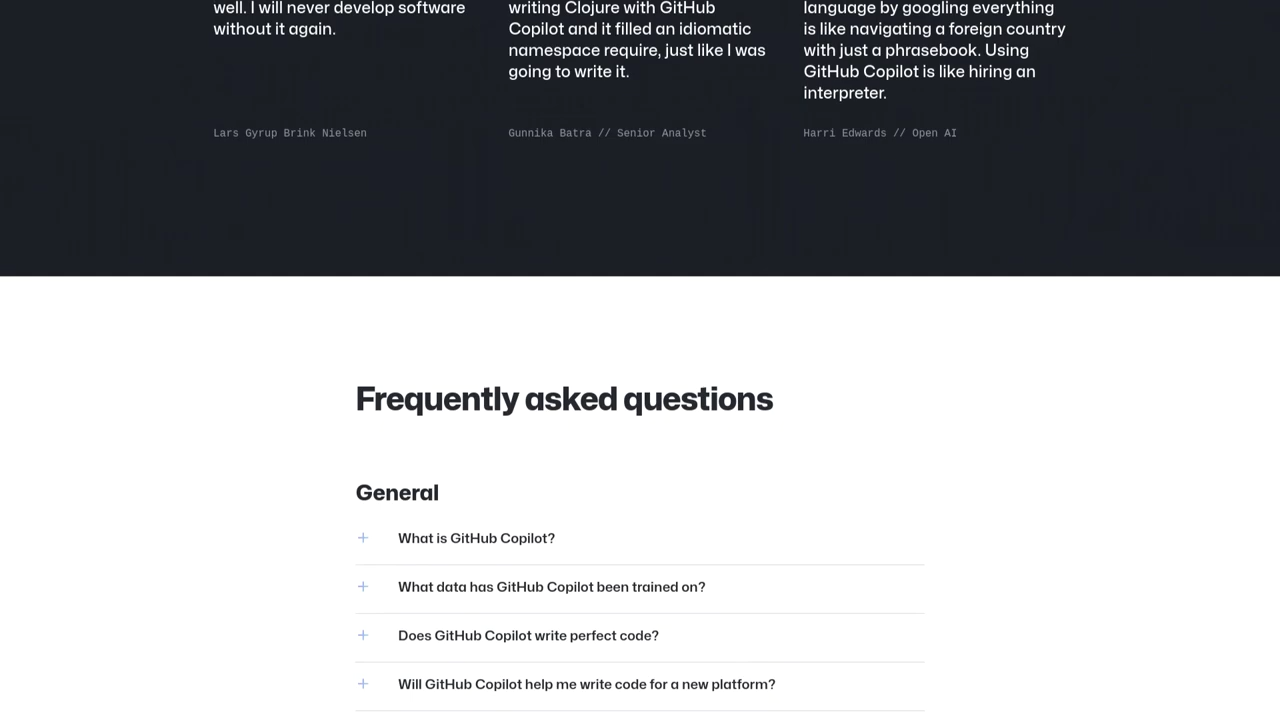 well. I will never develop software
without it again.
Lars Gyrup Brink Nielsen
writing Clojure with GitHub
Copilot and it filled an idiomatic
namespace require, just like I was
going to write it.
Gunnika Batra // Senior Analyst
language by googling everything
is like navigating a foreign country
with just a phrasebook. Using
GitHub Copilot is like hiring an
interpreter.
Harri Edwards // Open AI
Frequently asked questions
General
What is GitHub Copilot?
What data has GitHub Copilot been trained on?
Does GitHub Copilot write perfect code?
Will GitHub Copilot help me write code for a new platform?